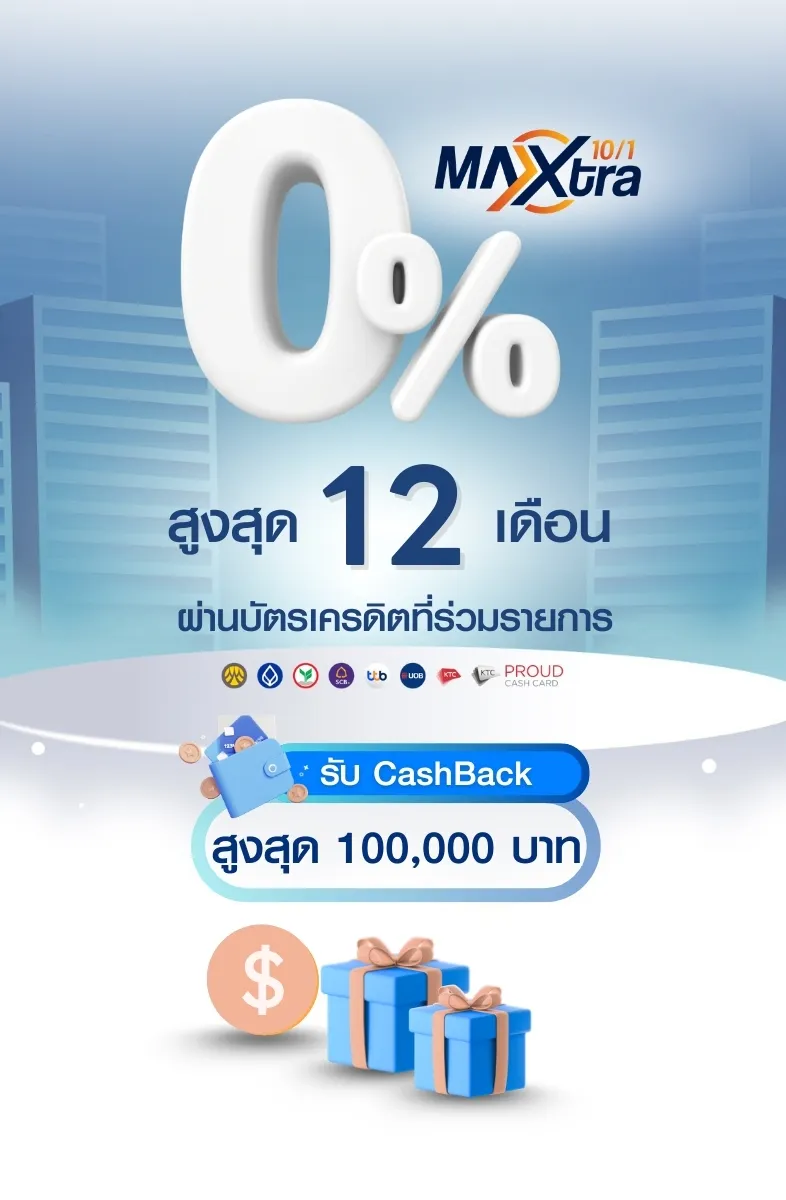 0%
MAXXtra 10/1
สูงสุด 12 เดือน
ผ่านบัตรเครดิตที่ร่วมรายการ
SCB ttb UOB KTC KTC PROUD
CASH CARD
รับ CashBack
สูงสุด 100,000 บาท
$